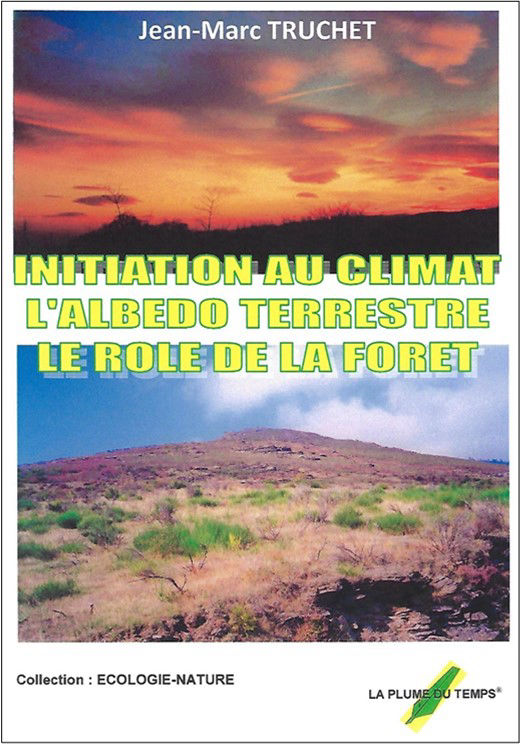 Jean-Marc TRUCHET
INITIATION AU CLIMAT
L'ALBEDO TERRESTRE
LE ROLE DE LA FORET
Collection : ECOLOGIE-NATURE
LA PLUME DU TEMPS®